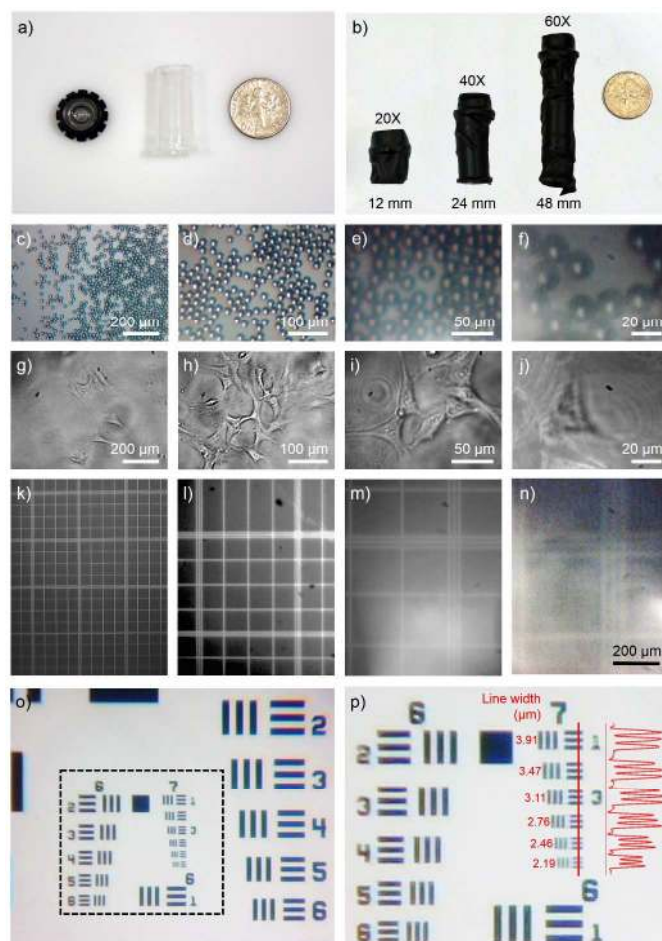 a)
b)
60X
40X
20X
12 mm
24 mm
48 mm
c)
200 µm
d)
100 µm
e)
50 µm
f)
20 µm
g)
200 µm
h)
100 µm
i)
50 µm
j)
20 µm
k)
l)
m)
n)
200 µm
o)
2
3
4
5
6
6
7
2
1
3
3
4
5
6
6
1
p)
Line width
(µm)
6
7
2
3.91
1
3.47
3
3.11
3
2.76
4
2.46
2.19
5
6
6
1